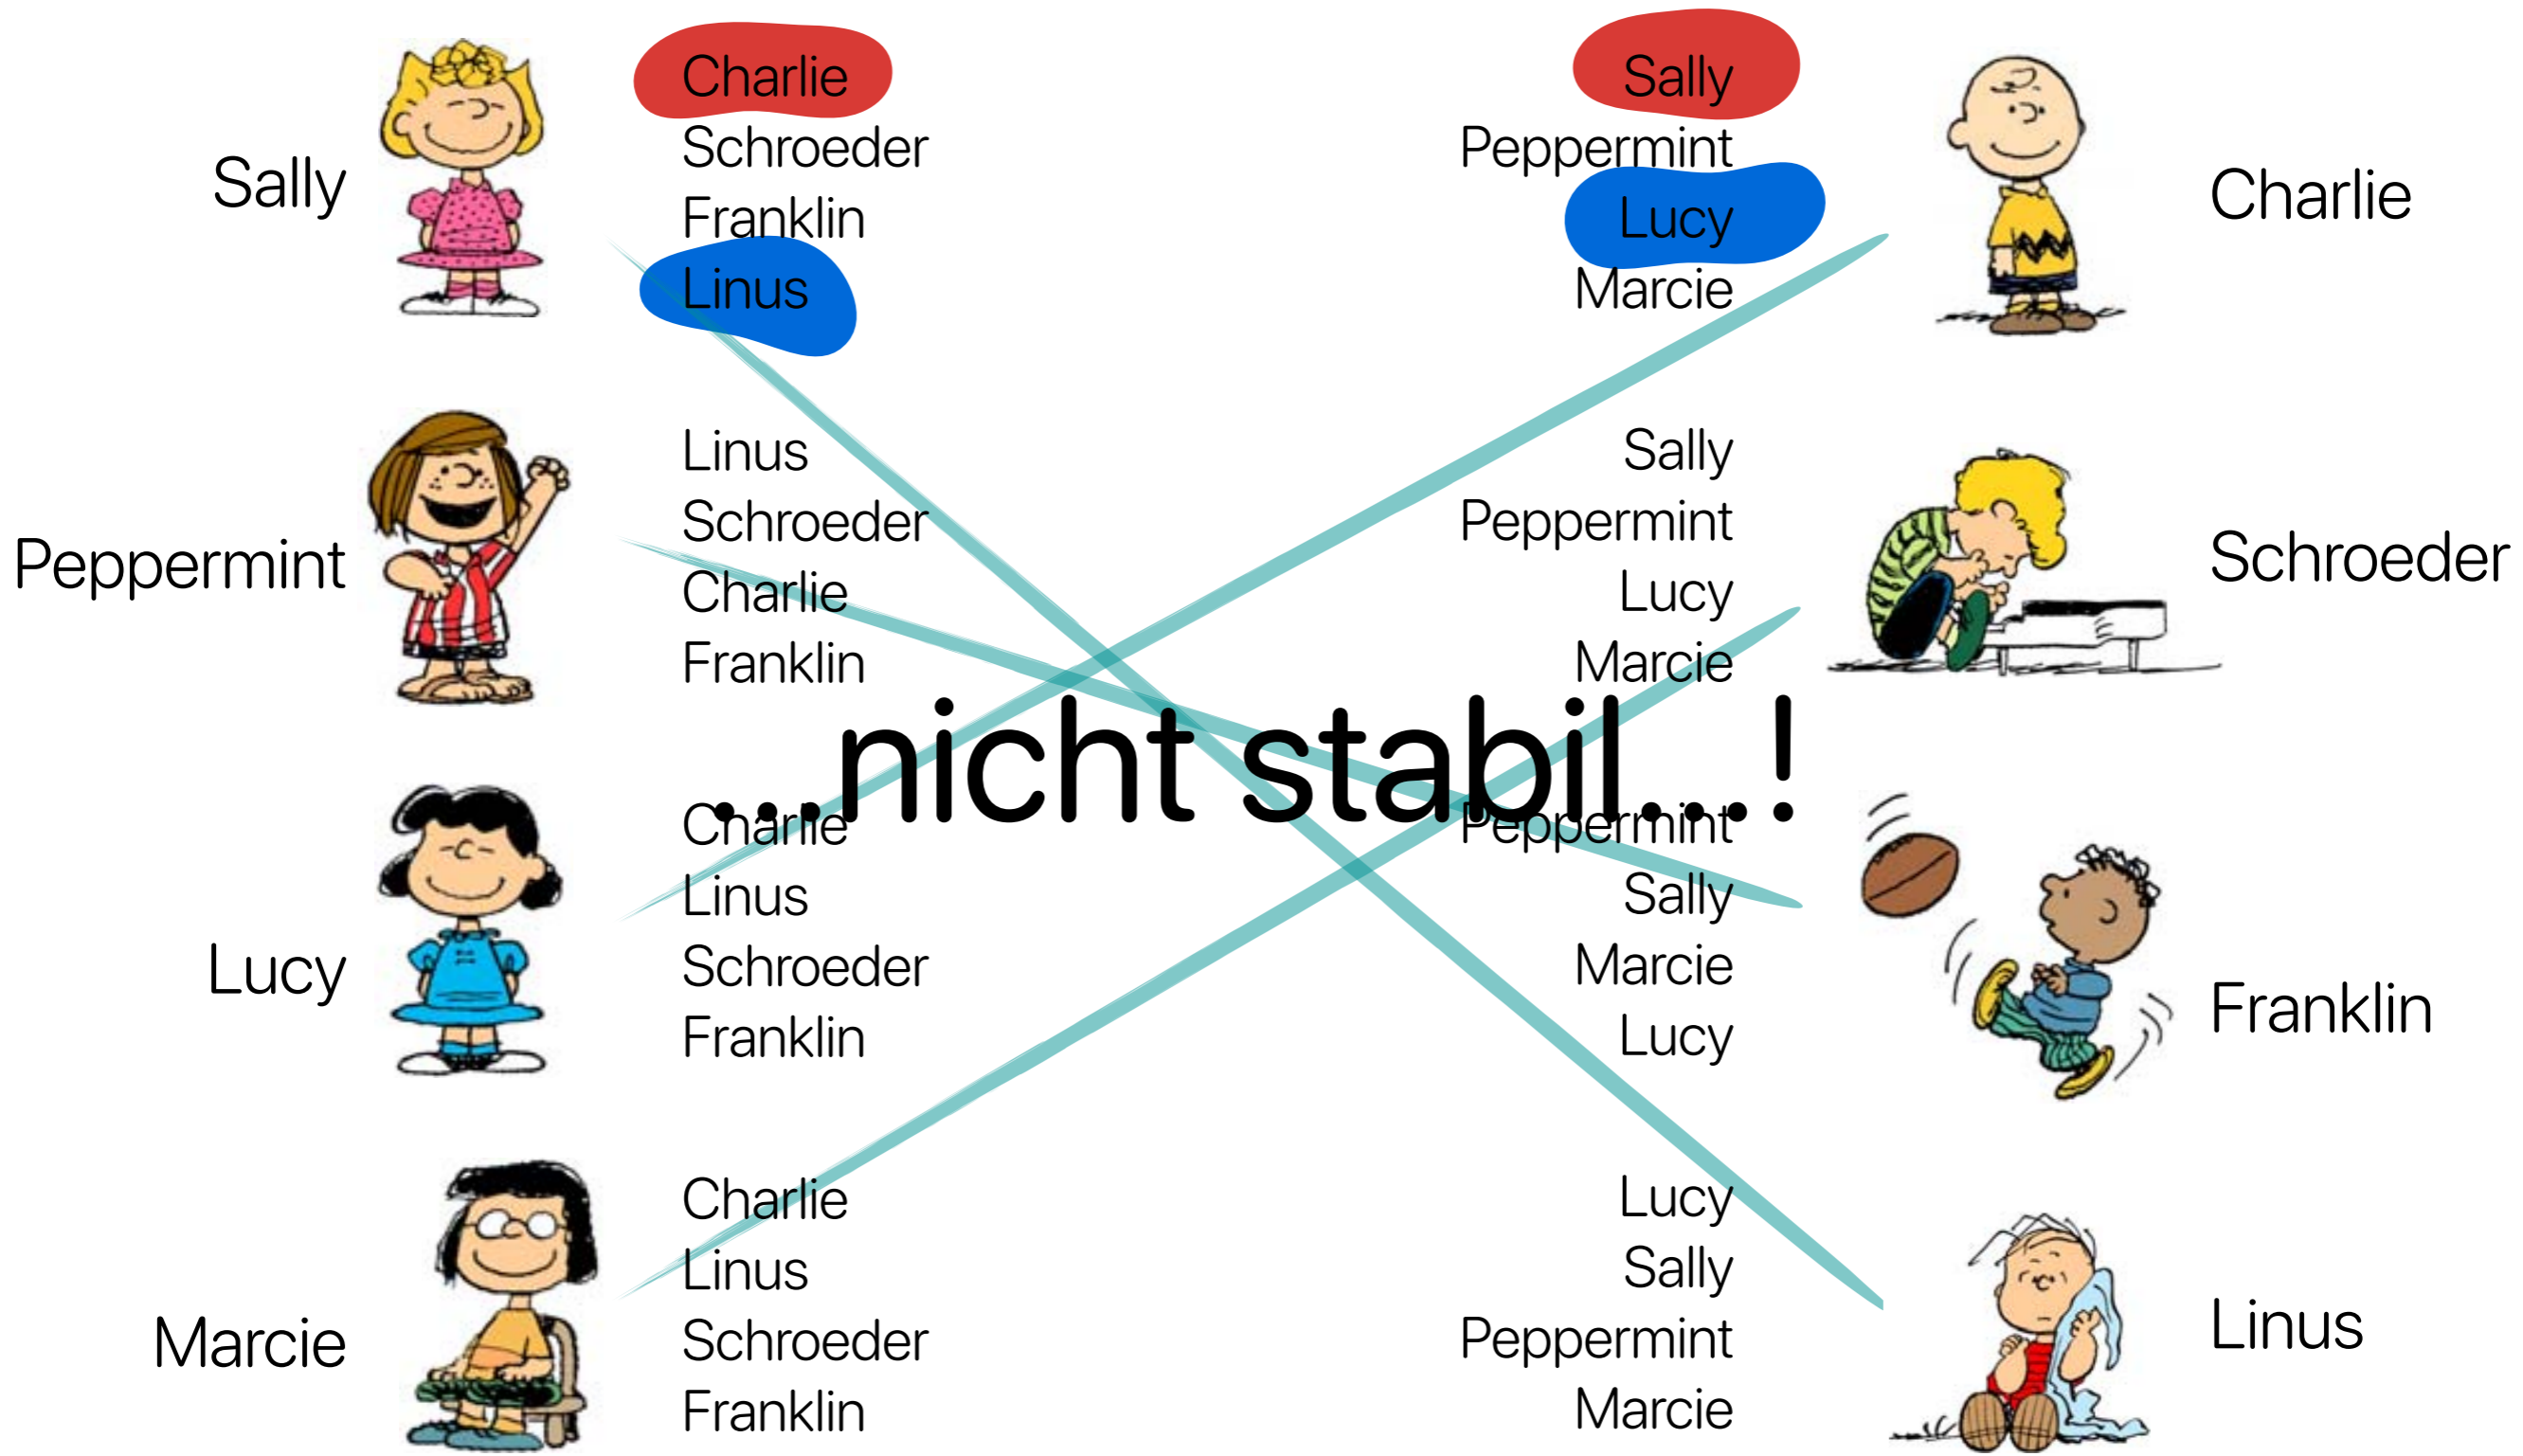 Sally
Charlie
Schroeder
Franklin
Linus
Sally
Peppermint
Lucy
Marcie
Charlie
Peppermint
Linus
Schroeder
Charlie
Franklin
Sally
Peppermint
Lucy
Marcie
Schroeder
...nicht stabil...!
Lucy
Charlie
Linus
Schroeder
Franklin
Peppermint
Sally
Marcie
Lucy
Franklin
Marcie
Charlie
Linus
Schroeder
Franklin
Lucy
Sally
Peppermint
Marcie
Linus